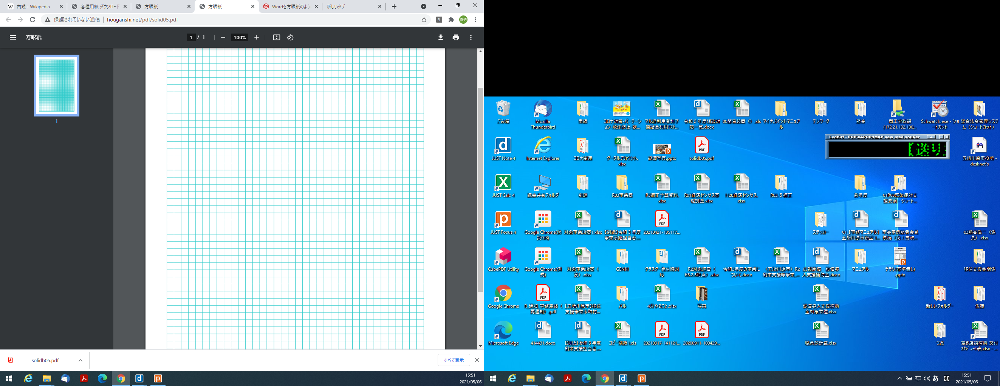 内観 - Wikipedia
各種用紙 ダウンロード
方眼紙
方眼紙
Wordを方眼紙のよう
新しいタブ
保護されていない通信 | houganshi.net/pdf/solid05.pdf
S
真透
方眼紙
1 / 1
100%
1
solidb05.pdf
すべて表示
15:51
2021/05/06
ごみ箱
Mozilla
Thunderbird
実績
コロナ対策-パーテーシ
ョン-飛沫防止-飲...
マル経利用者利子
補給金利用リスト...
令和２年度相談対
応一覧.docx
00簡易起案（）.xls
マイナポイントマニュア
ル
テレワーク
熊谷
商工労政課
(172.21.132.100...
Schwatch.exe - ショ
ートカット
総合法令管理システ
ム（ショートカット）
LedBiff - POP3/APOP/IMAP new mail notifier
【送り
JUST Note 4
Internet Explorer
コロナ関連
グーグルアカウント.
xlsx
設備写真.pptx
solidb05.pdf
五所川原市役所 -
desknet's
JUST Calc 4
議会共有フォルダ
引継
R03事業案
R3補正予算資料.
xlsx
R01経済センサス基
礎調査.xlsx
H28経済センサス.
xlsx
R03.５補正
前年度
01R03感染症対支
援要綱 - ショート...
JUST Focus 4
Google Chrome(防
災GIS)
対象事業所案1.xlsx
【別紙】令和３年度
事業承継担当者....
20210421-135117...
ステッカー
01_【事務マニュアル】
五所川原市新型コ...
市長定例記者会見
原稿（商工労政...
03熊谷浩二（係
長）.xlsx
CubePDF Utility
Google Chrome(例
規)
対象事業所案（
没）.xlsx
GENKI
クラスター発生時対
応
R2対象経費（
R3.2.3時点）.xlsx
令和3年度の事業に
ついて.docx
（五所川原市）R2
創業支援等事業_...
広報原稿　設備導
入支援補助金.docx
マニュアル
チラシ(基準無し)
.pptx
移住支援金関係
Google Chrome
R_通知_事務連絡（
再通知）.pdf
【五所川原市】移住
支援事業市町村...
バル
4月やること.xlsx
写真
設備導入支援補助
金対象業種.xlsx
新しいフォルダー
佐藤
Microsoft Edge
414431.docx
【別紙】令和３年度
創業支援担当者....
コピー別紙1.xls
20210317-141121...
20200911-100429...
職員数計算.xlsx
つ総
空き店舗補助_交付
ｽｹｼﾞｭｰﾙ表.xlsx - ...
あ
15:51
2021/05/06